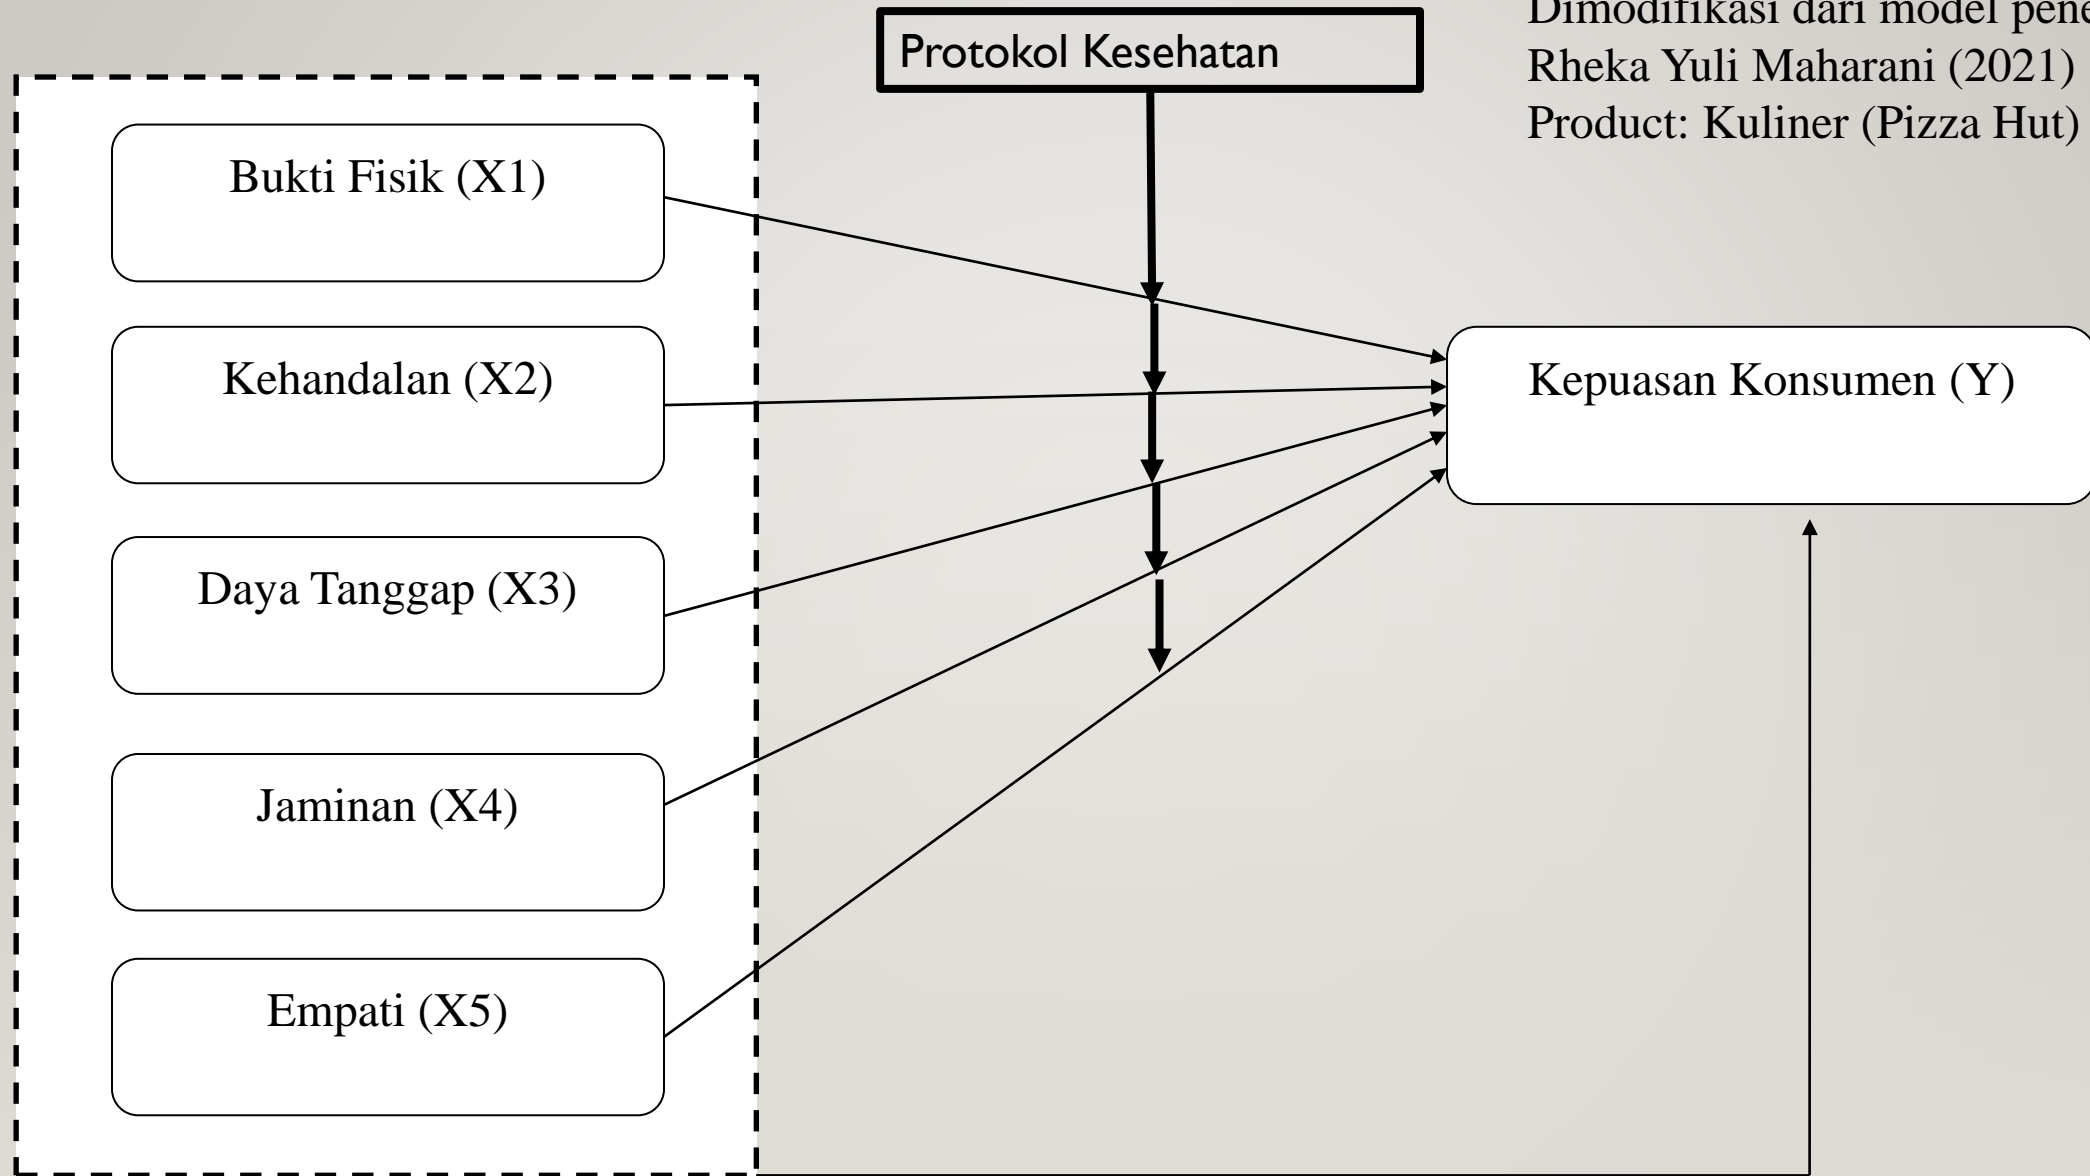 Protokol Kesehatan
Dimodifikasi dari model
Rheka Yuli Maharani (2021)
Product: Kuliner (Pizza Hut)
Bukti Fisik (X1)
Kehandalan (X2)
Daya Tanggap (X3)
Jaminan (X4)
Empati (X5)
Kepuasan Konsumen (Y)